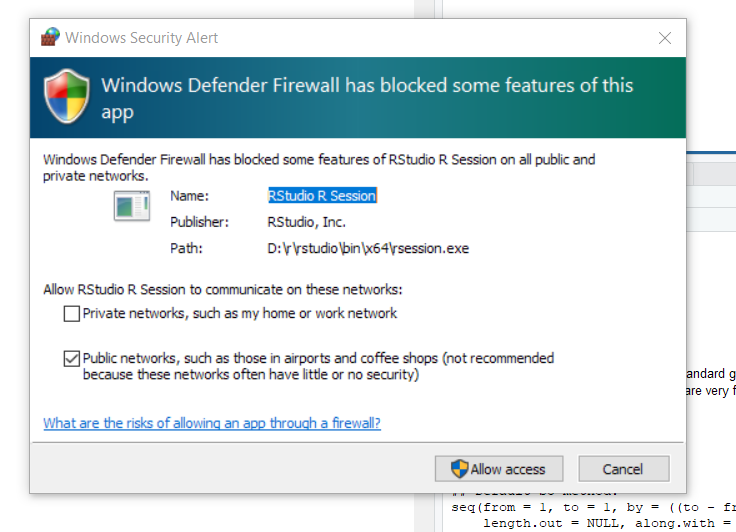 Windows Security Alert
Windows Defender Firewall has blocked some features of this
app
Windows Defender Firewall has blocked some features of RStudio R Session on all public and
private networks.
Name: RStudio R Session
Publisher: RStudio, Inc.
Path: D:\r\rstudio\bin\x64\rsession.exe
Allow RStudio R Session to communicate on these networks:
Private networks, such as my home or work network
Public networks, such as those in airports and coffee shops (not recommended
because these networks often have little or no security)
andard g
are very f
What are the risks of allowing an app through a firewall?
Allow access Cancel
seq(from = 1, to = 1, by = ((to - fr
length.out = NULL, along.with =